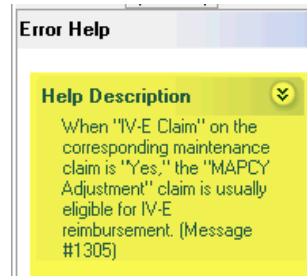 Error Help
Help Description
When "IV-E Claim" on the
corresponding maintenance
claim is "Yes," the "MAPCY
Adjustment" claim is usually
eligible for IV-E
reimbursement. (Message
#1305)